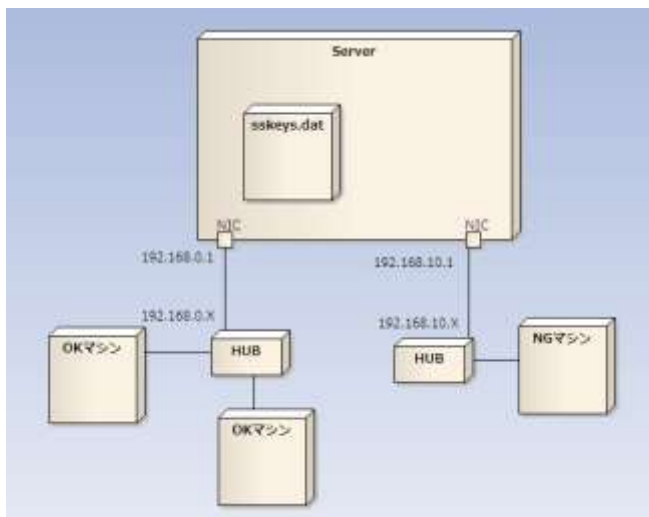 Server
sskeys.dat
NIC
NIC
192.168.0.1
192.168.10.1
192.168.0.X
192.168.10.X
OKマシン
HUB
HUB
NGマシン
OKマシン